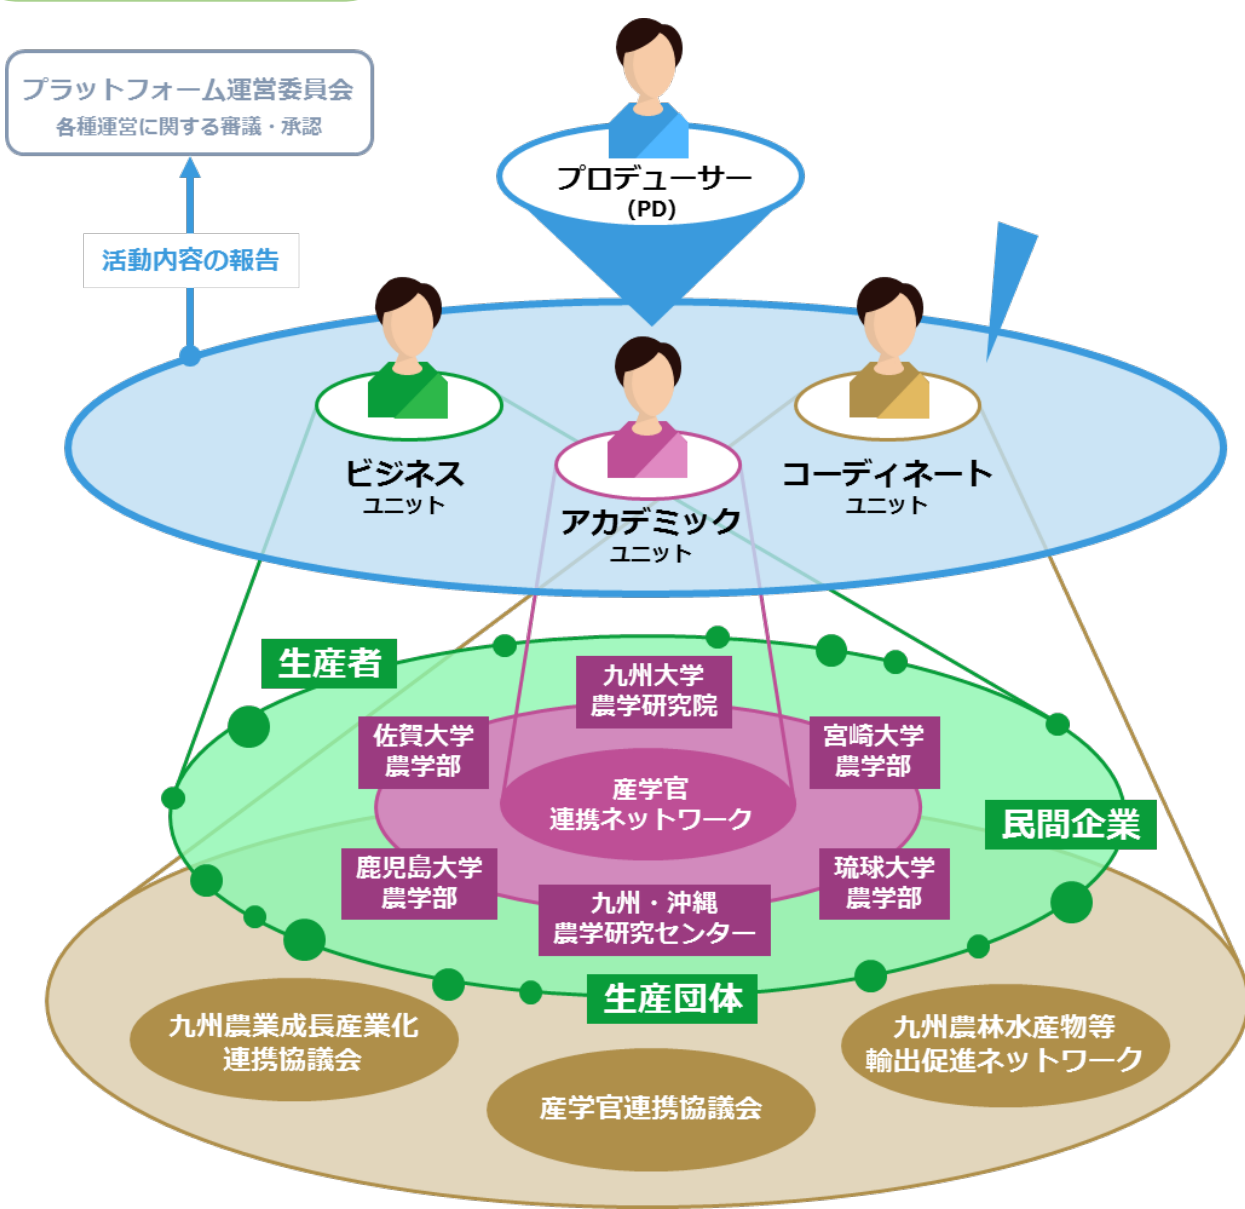 プラットフォーム運営委員会
各種運営に関する審議・承認
活動内容の報告
プロデューサー
(PD)
ビジネス
ユニット
アカデミック
ユニット
コーディネート
ユニット
生産者
九州大学
農学研究院
佐賀大学
農学部
宮崎大学
農学部
産学官
連携ネットワーク
民間企業
鹿児島大学
農学部
九州・沖縄
農学研究センター
琉球大学
農学部
生産団体
九州農業成長産業化
連携協議会
産学官連携協議会
九州農林水産物等
輸出促進ネットワーク